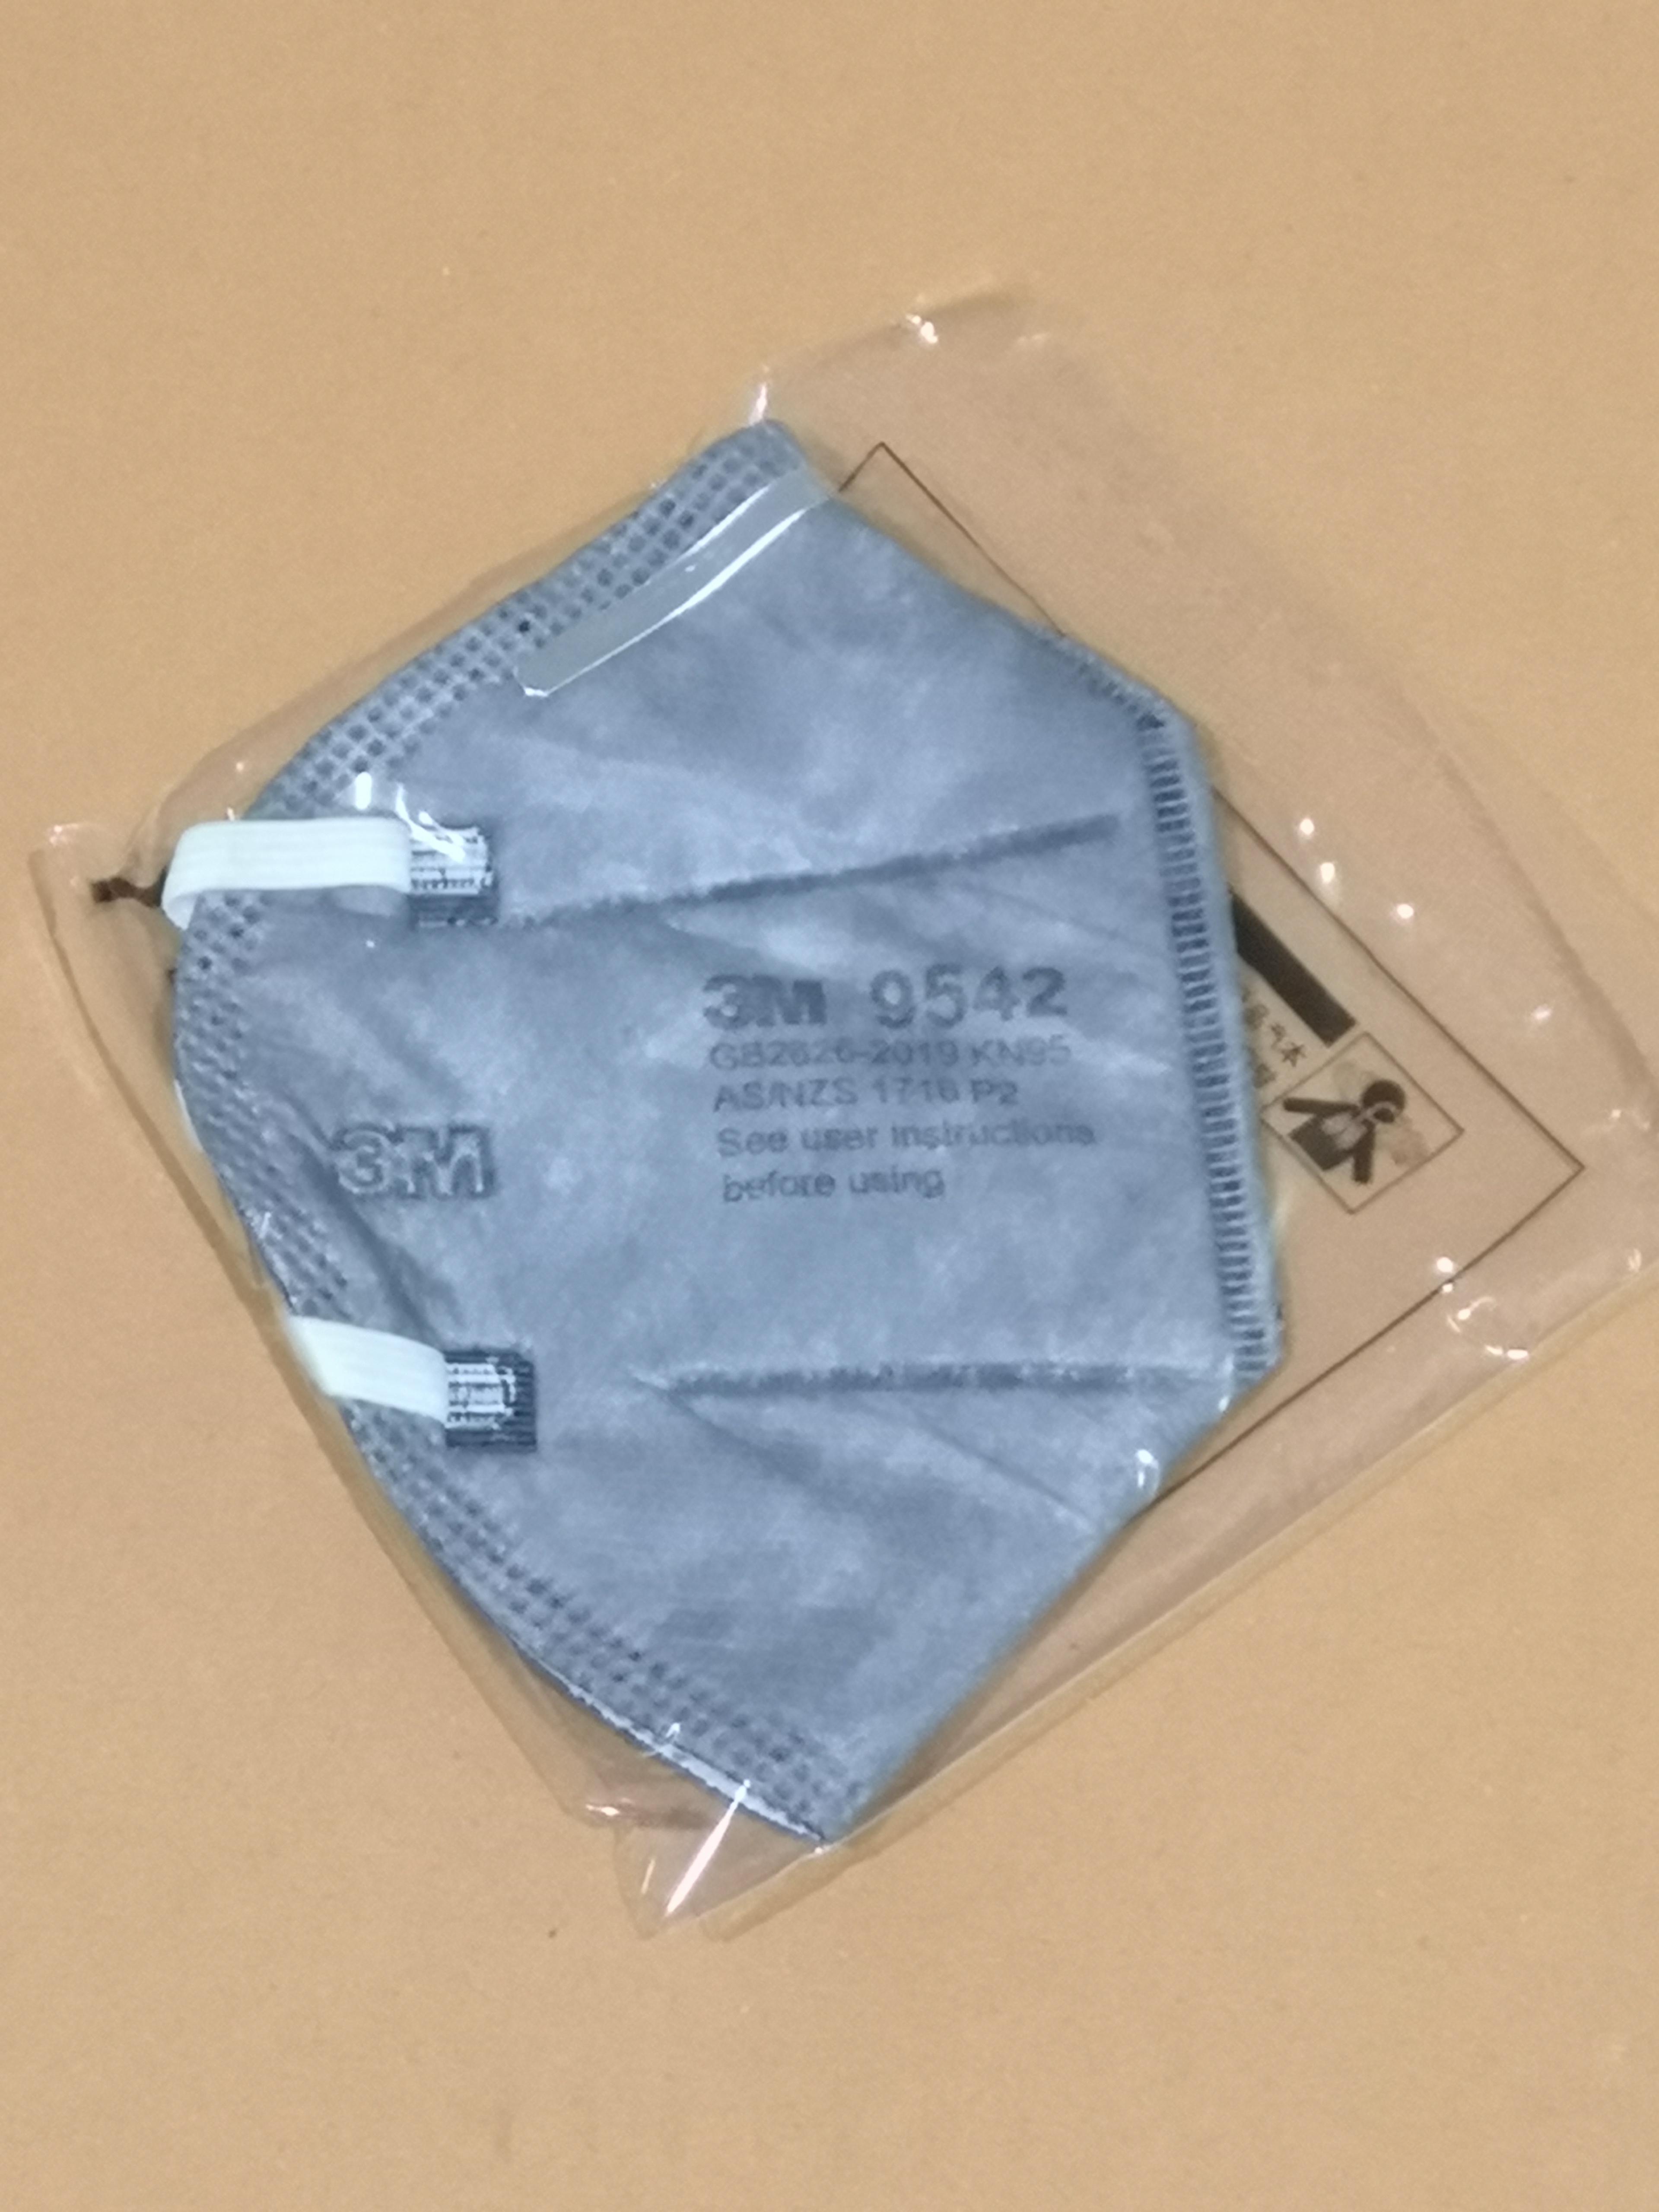 3M 9542
GB2626-2019 KN95
AS/NZS 1716 P2
See user instructions
before using
3M